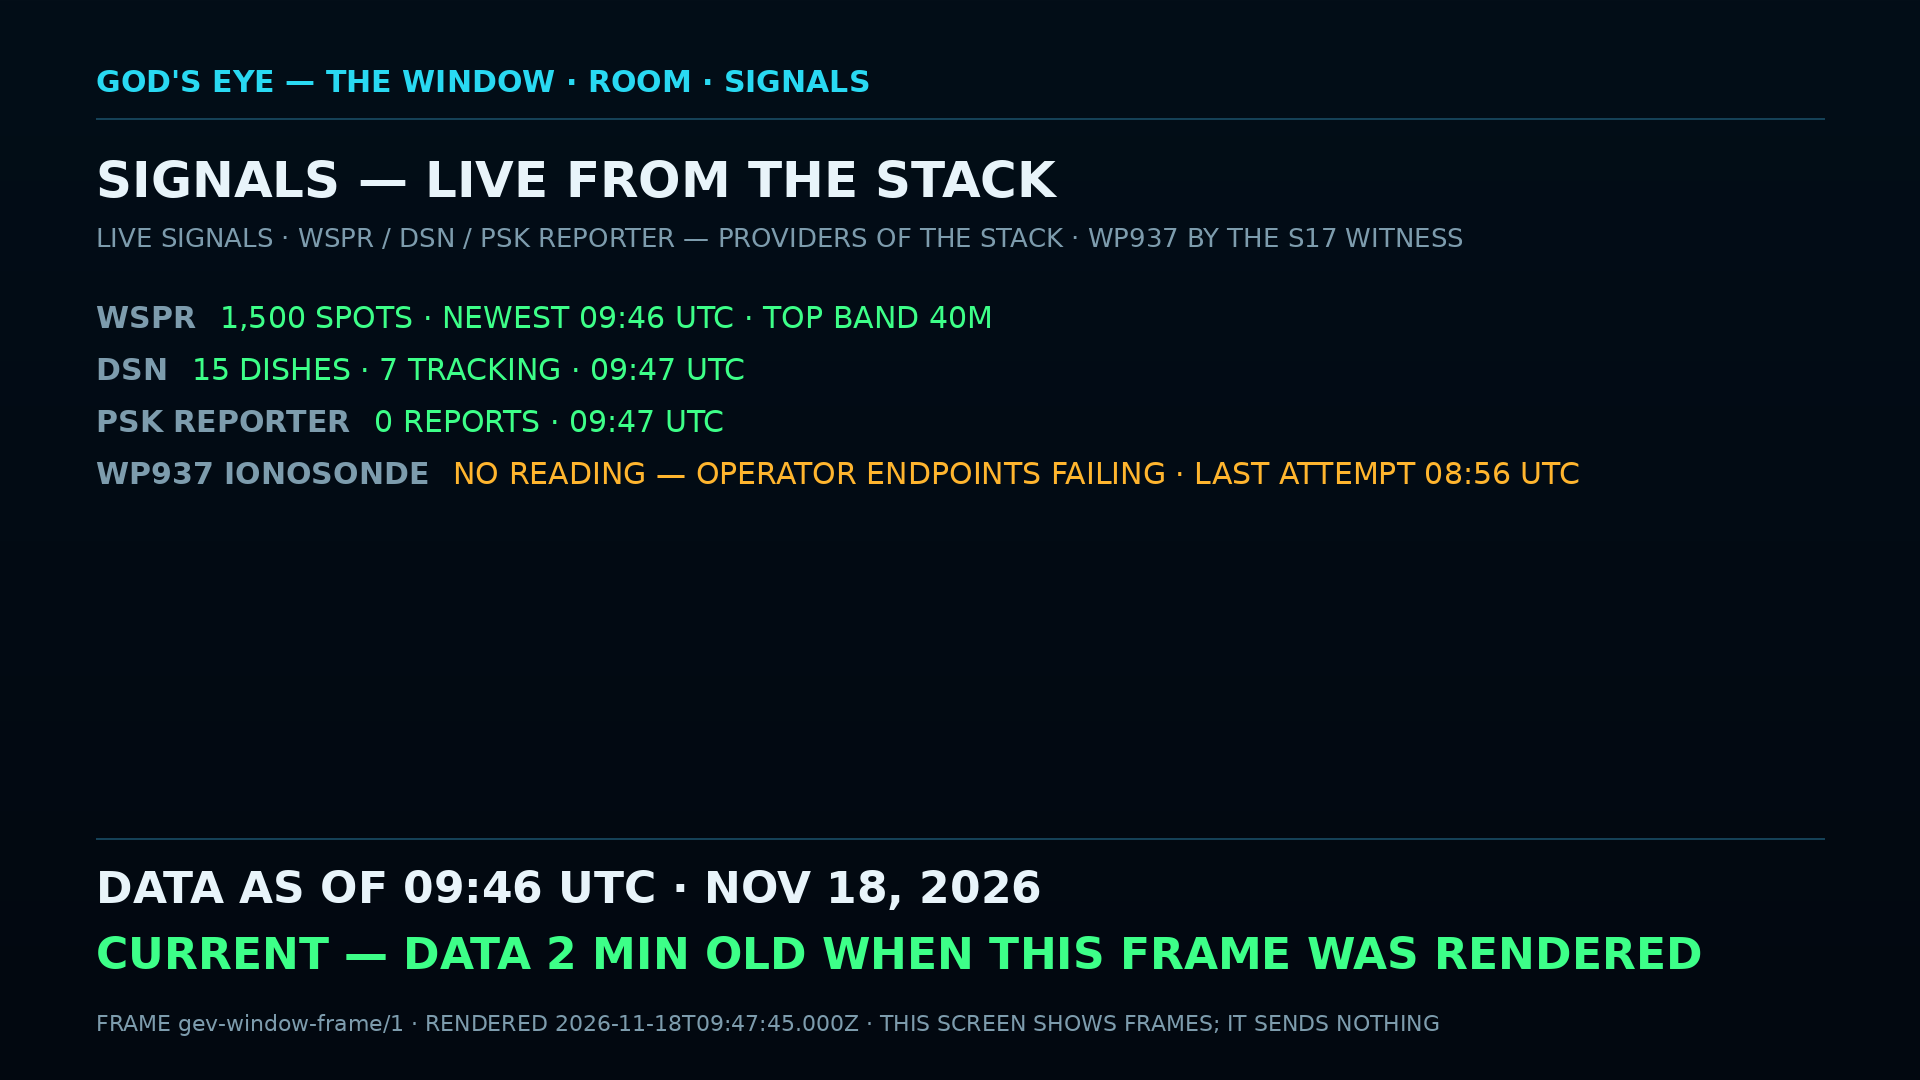 GOD'S EYE — THE WINDOW · ROOM · SIGNALS
SIGNALS — LIVE FROM THE STACK
LIVE SIGNALS · WSPR / DSN / PSK REPORTER — PROVIDERS OF THE STACK · WP937 BY THE S17 WITNESS
WSPR 1,500 SPOTS · NEWEST 09:46 UTC · TOP BAND 40M
DSN 15 DISHES · 7 TRACKING · 09:47 UTC
PSK REPORTER 0 REPORTS · 09:47 UTC
WP937 IONOSONDE NO READING — OPERATOR ENDPOINTS FAILING · LAST ATTEMPT 08:56 UTC
DATA AS OF 09:46 UTC · NOV 18, 2026
CURRENT — DATA 2 MIN OLD WHEN THIS FRAME WAS RENDERED
FRAME gev-window-frame/1 · RENDERED 2026-11-18T09:47:45.000Z · THIS SCREEN SHOWS FRAMES; IT SENDS NOTHING